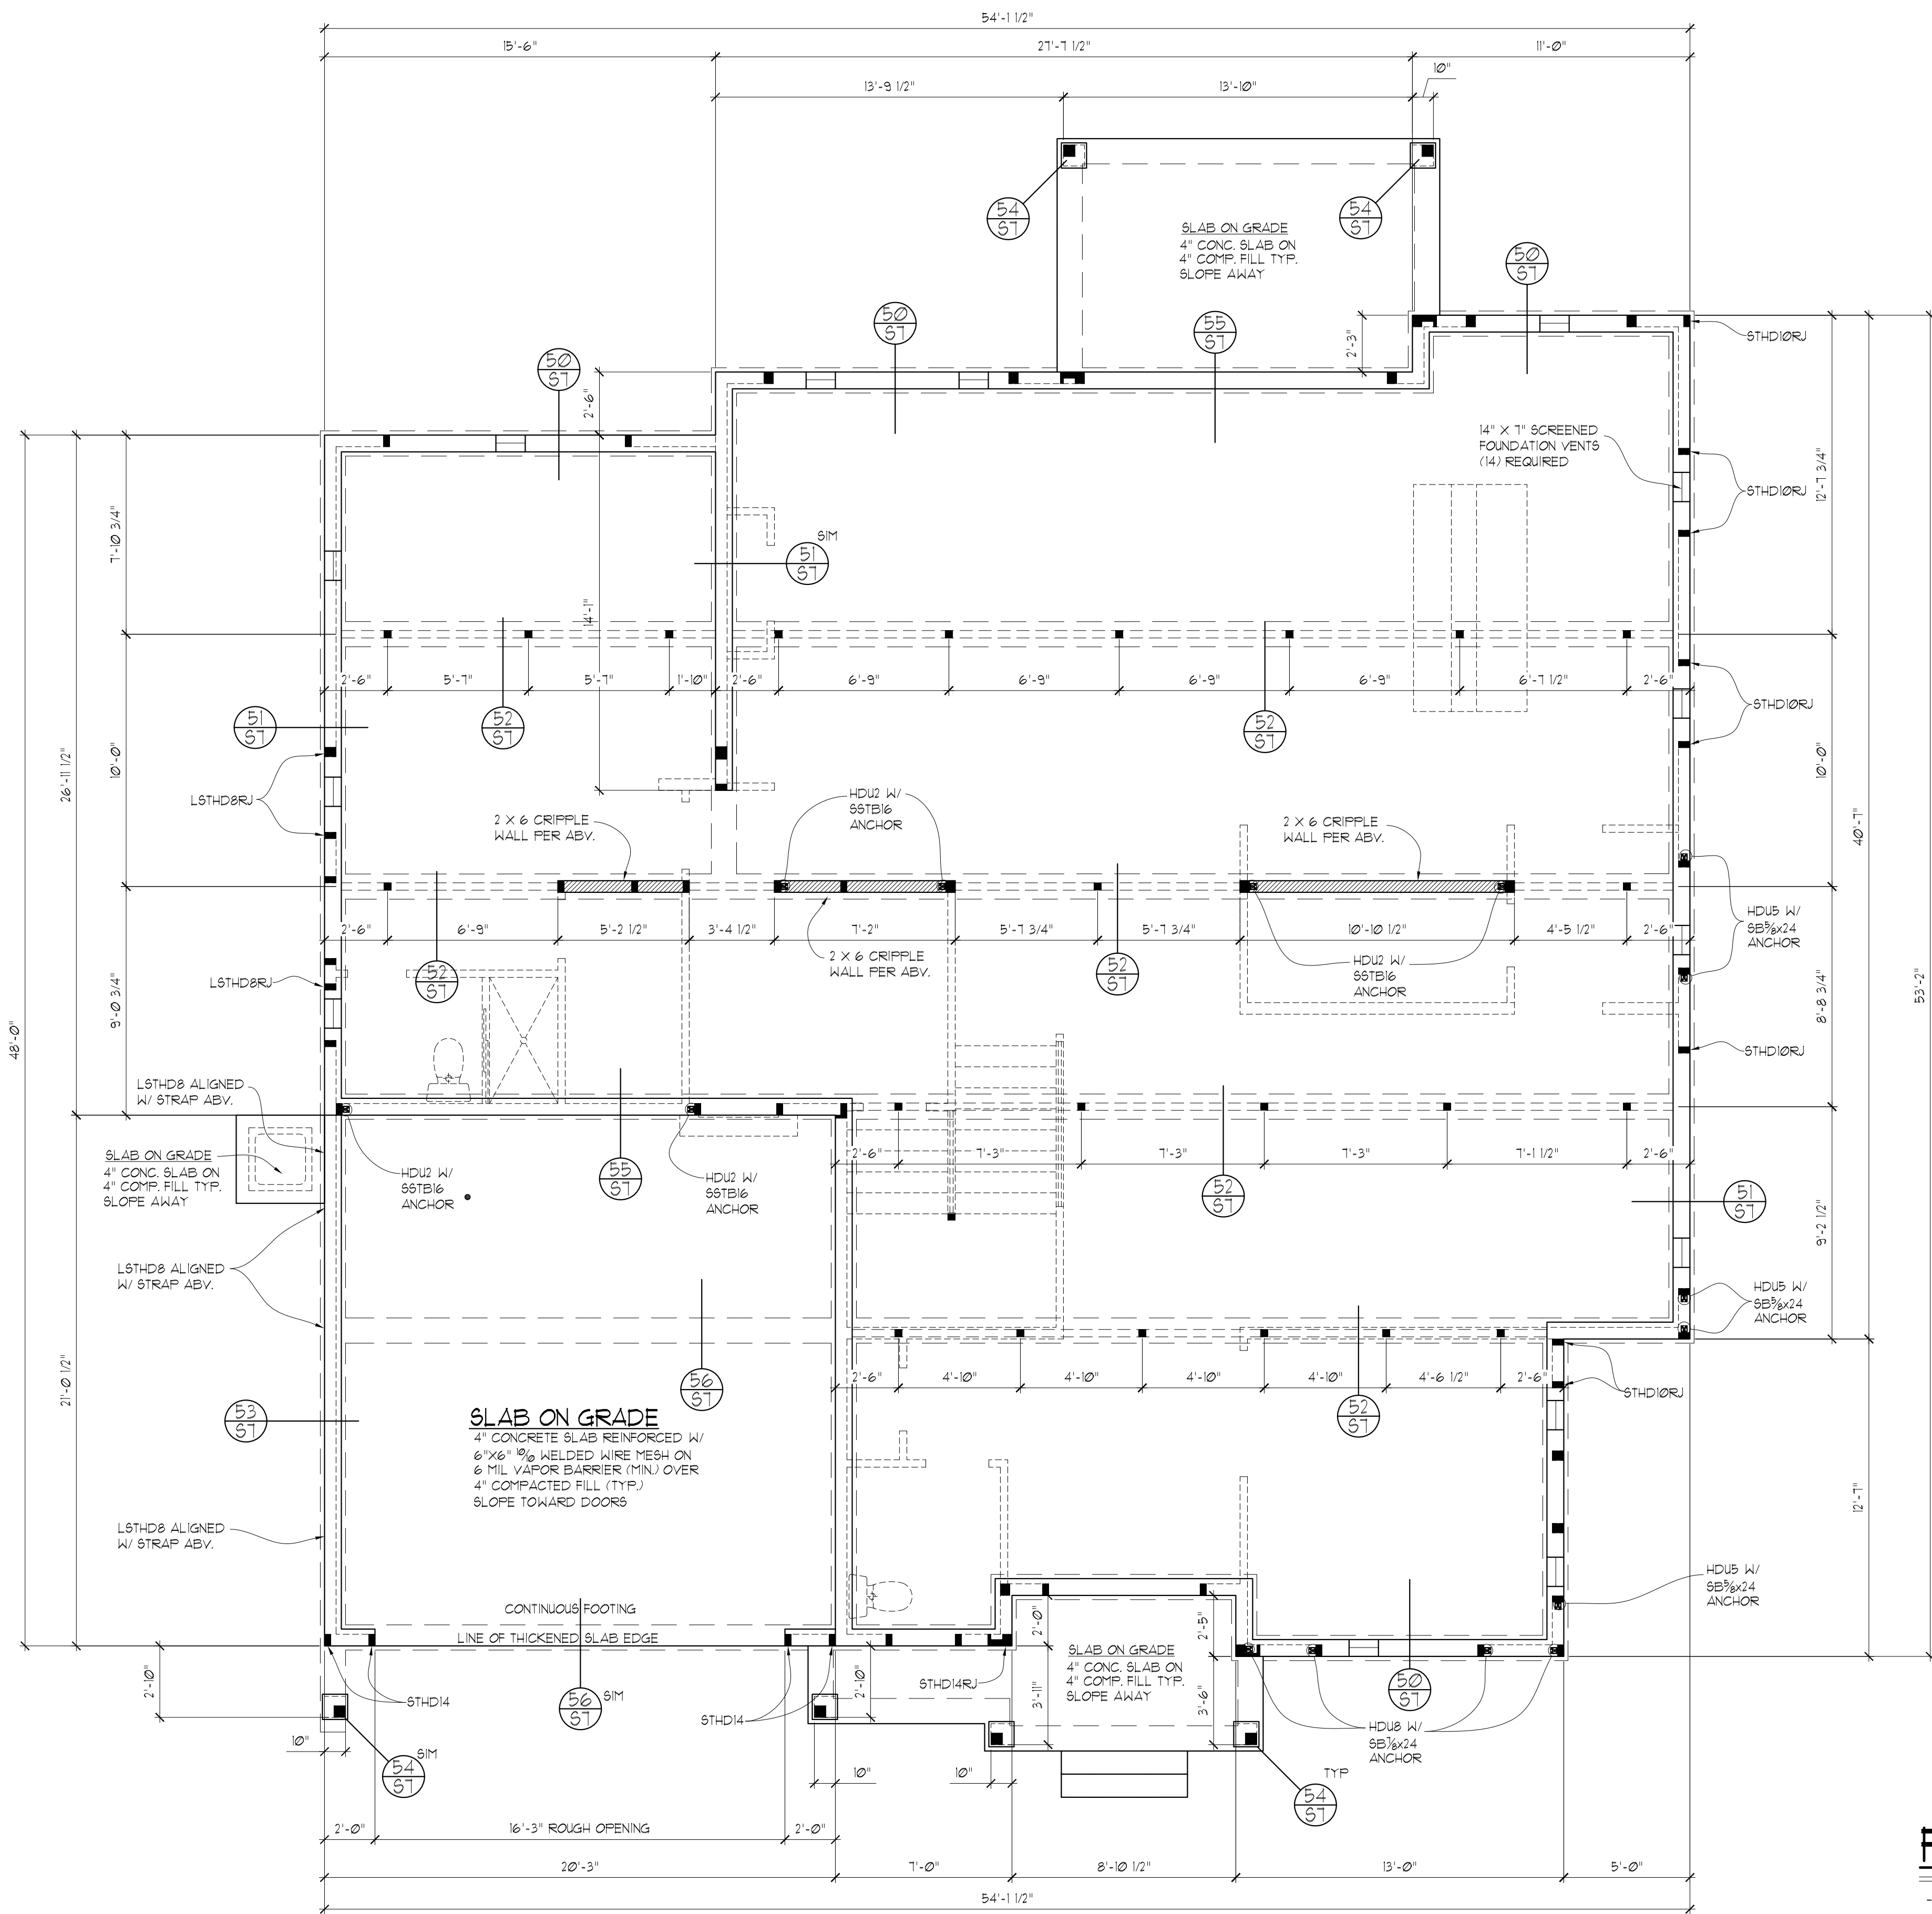 54'-1 1/2"
15'-6"
27'-7 1/2"
11'-0"
10"
13'-9 1/2"
13'-10"
54
S7
54
S7
SLAB ON GRADE
4" CONC. SLAB ON
4" COMP. FILL TYP.
SLOPE AWAY
50
S7
50
S7
55
S7
50
S7
2'-3"
STHD10RJ
2'-6"
14" X 7" SCREENED
FOUNDATION VENTS
(14) REQUIRED
STHD10RJ
12'-7 3/4"
7'-10 3/4"
SIM
51
S7
14'-1"
2'-6"
5'-7"
5'-7"
1'-10"
2'-6"
6'-9"
6'-9"
6'-9"
6'-9"
6'-7 1/2"
2'-6"
STHD10RJ
51
S7
52
S7
52
S7
26'-11 1/2"
10'-0"
10'-0"
40'-7"
LSTHD8RJ
2 X 6 CRIPPLE
WALL PER ABV.
HDU2 W/
SSTB16
ANCHOR
2 X 6 CRIPPLE
WALL PER ABV.
HDU5 W/
SB5/8x24
ANCHOR
2'-6"
6'-9"
5'-2 1/2"
3'-4 1/2"
7'-2"
5'-7 3/4"
5'-7 3/4"
10'-10 1/2"
4'-5 1/2"
2'-6"
52
S7
2 X 6 CRIPPLE
WALL PER ABV.
52
S7
HDU2 W/
SSTB16
ANCHOR
LSTHD8RJ
9'-0 3/4"
8'-8 3/4"
53'-2"
48'-0"
STHD10RJ
LSTHD8 ALIGNED
W/ STRAP ABV.
SLAB ON GRADE
4" CONC. SLAB ON
4" COMP. FILL TYP.
SLOPE AWAY
HDU2 W/
SSTB16
ANCHOR
55
S7
HDU2 W/
SSTB16
ANCHOR
2'-6"
7'-3"
7'-3"
7'-3"
7'-1 1/2"
2'-6"
52
S7
51
S7
9'-2 1/2"
LSTHD8 ALIGNED
W/ STRAP ABV.
HDU5 W/
SB5/8x24
ANCHOR
21'-0 1/2"
56
S7
2'-6"
4'-10"
4'-10"
4'-10"
4'-10"
4'-6 1/2"
2'-6"
STHD10RJ
53
S7
52
S7
SLAB ON GRADE
4" CONCRETE SLAB REINFORCED W/
6"X6" 10/10 WELDED WIRE MESH ON
6 MIL VAPOR BARRIER (MIN.) OVER
4" COMPACTED FILL (TYP.)
SLOPE TOWARD DOORS
12'-7"
LSTHD8 ALIGNED
W/ STRAP ABV.
HDU5 W/
SB5/8x24
ANCHOR
CONTINUOUS FOOTING
LINE OF THICKENED SLAB EDGE
2'-0"
2'-5"
SLAB ON GRADE
4" CONC. SLAB ON
4" COMP. FILL TYP.
SLOPE AWAY
2'-10"
STHD14
56
S7
SIM
STHD14
2'-10"
STHD14RJ
3'-11"
3'-6"
50
S7
HDU8 W/
SB7/8x24
ANCHOR
10"
SIM
54
S7
10"
10"
TYP
54
S7
2'-0"
16'-3" ROUGH OPENING
2'-0"
20'-3"
7'-0"
8'-10 1/2"
13'-0"
5'-0"
54'-1 1/2"